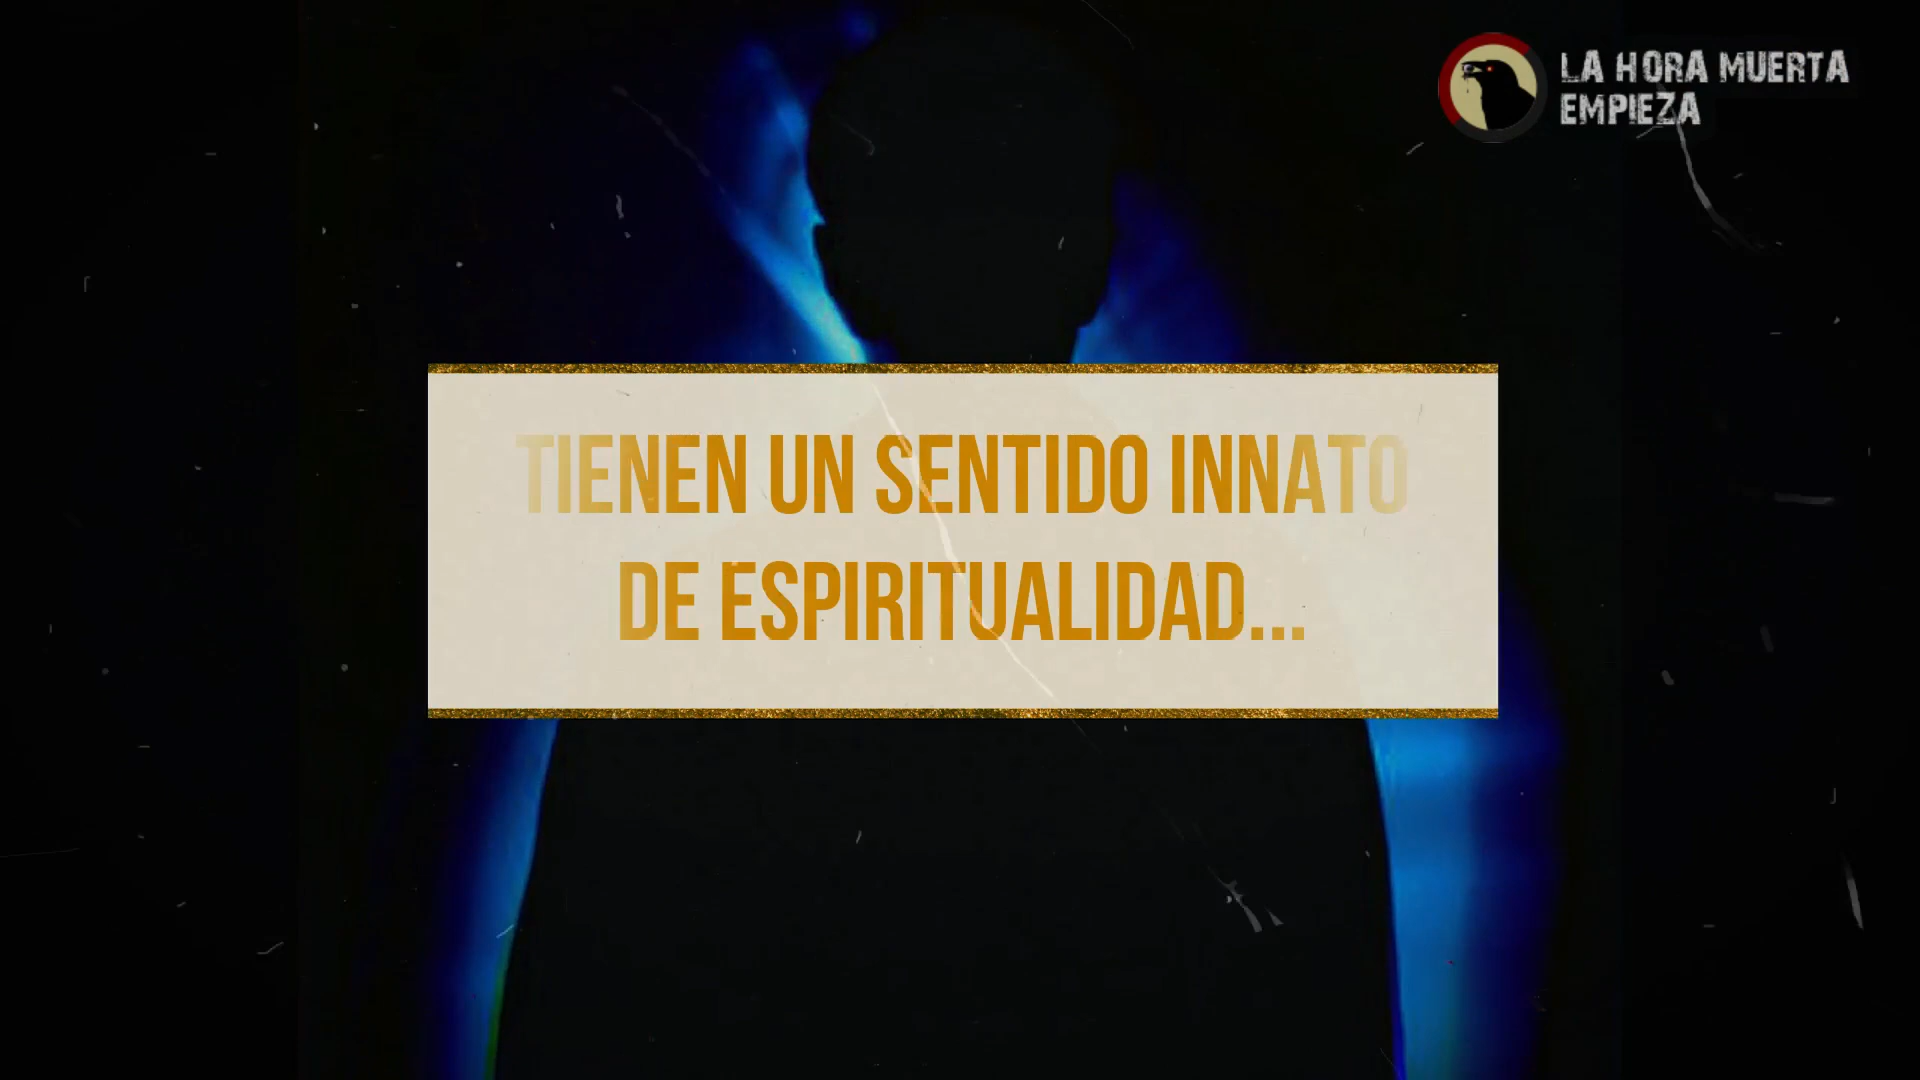 LA HORA MUERTA
EMPIEZA
TIENEN UN SENTIDO INNATO
DE ESPIRITUALIDAD...